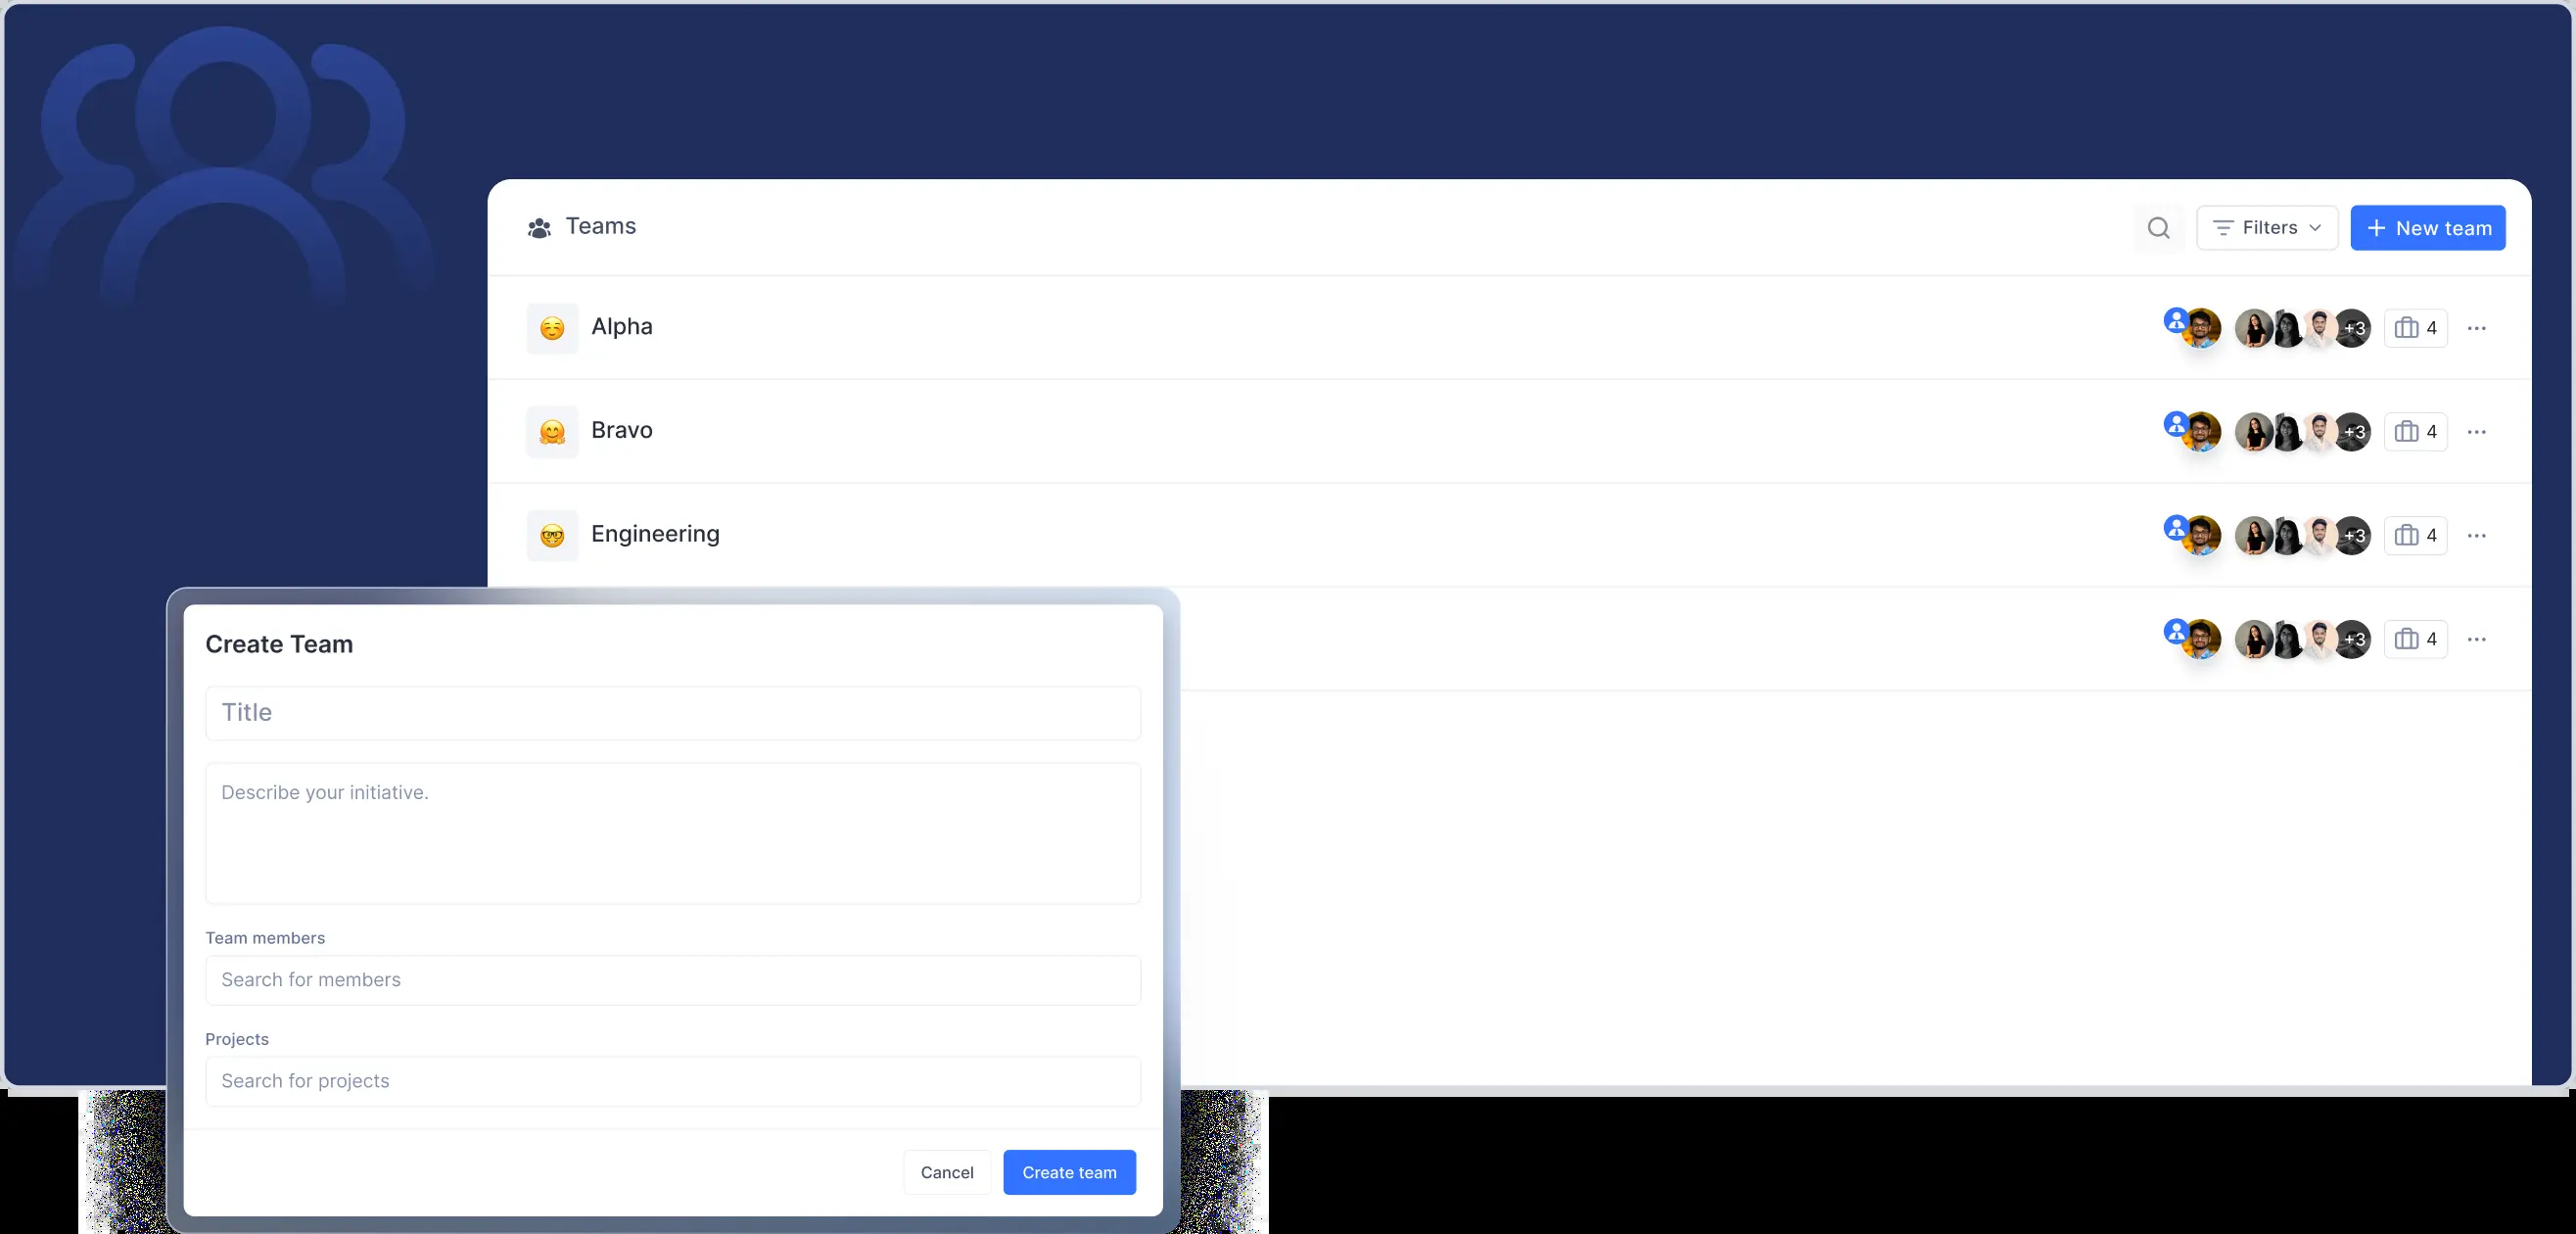 Teams
Filters
New team
Alpha
+3
4
Bravo
+3
4
Engineering
+3
4
+3
4
Create Team
Title
Describe your initiative.
Team members
Search for members
Projects
Search for projects
Cancel
Create team